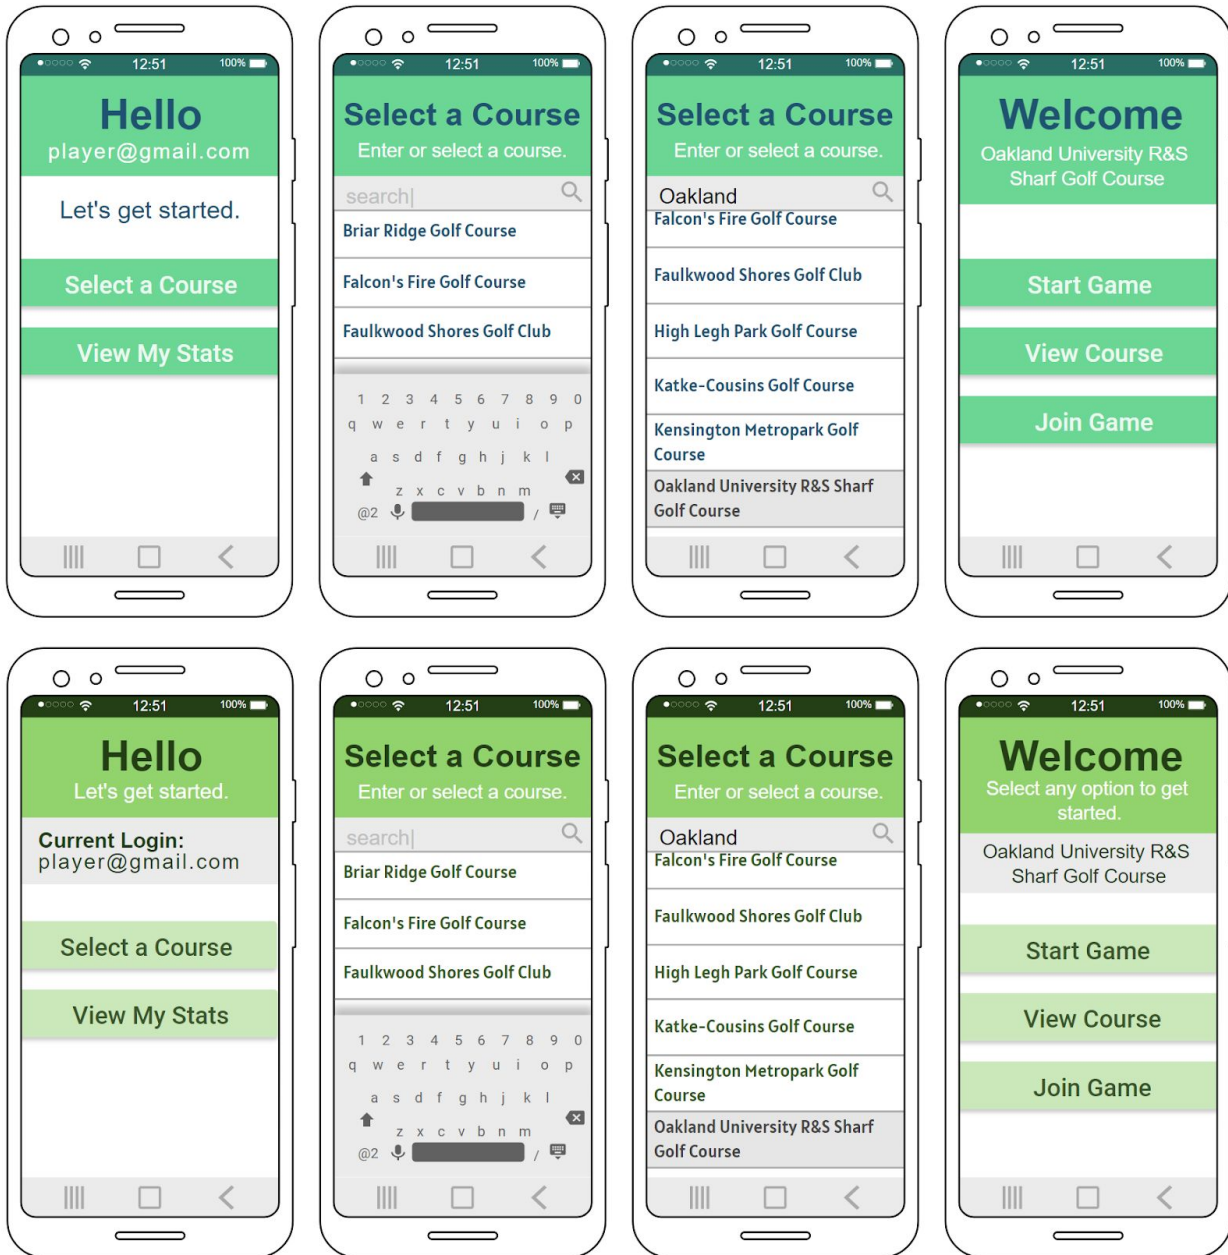 12:51
100%
Hello
player@gmail.com
Let's get started.
Select a Course
View My Stats
12:51
100%
Select a Course
Enter or select a course.
search|
Briar Ridge Golf Course
Falcon's Fire Golf Course
Faulkwood Shores Golf Club
1 2 3 4 5 6 7 8 9 0
q w e r t y u i o p
a s d f g h j k l
z x c v b n m
@2 /
12:51
100%
Select a Course
Enter or select a course.
Oakland
Falcon's Fire Golf Course
Faulkwood Shores Golf Club
High Legh Park Golf Course
Katke-Cousins Golf Course
Kensington Metropark Golf
Course
Oakland University R&S Sharf
Golf Course
12:51
100%
Welcome
Oakland University R&S
Sharf Golf Course
Start Game
View Course
Join Game
12:51
100%
Hello
Let's get started.
Current Login:
player@gmail.com
Select a Course
View My Stats
12:51
100%
Select a Course
Enter or select a course.
search|
Briar Ridge Golf Course
Falcon's Fire Golf Course
Faulkwood Shores Golf Club
1 2 3 4 5 6 7 8 9 0
q w e r t y u i o p
a s d f g h j k l
z x c v b n m
@2 /
12:51
100%
Select a Course
Enter or select a course.
Oakland
Falcon's Fire Golf Course
Faulkwood Shores Golf Club
High Legh Park Golf Course
Katke-Cousins Golf Course
Kensington Metropark Golf
Course
Oakland University R&S Sharf
Golf Course
12:51
100%
Welcome
Select any option to get
started.
Oakland University R&S
Sharf Golf Course
Start Game
View Course
Join Game